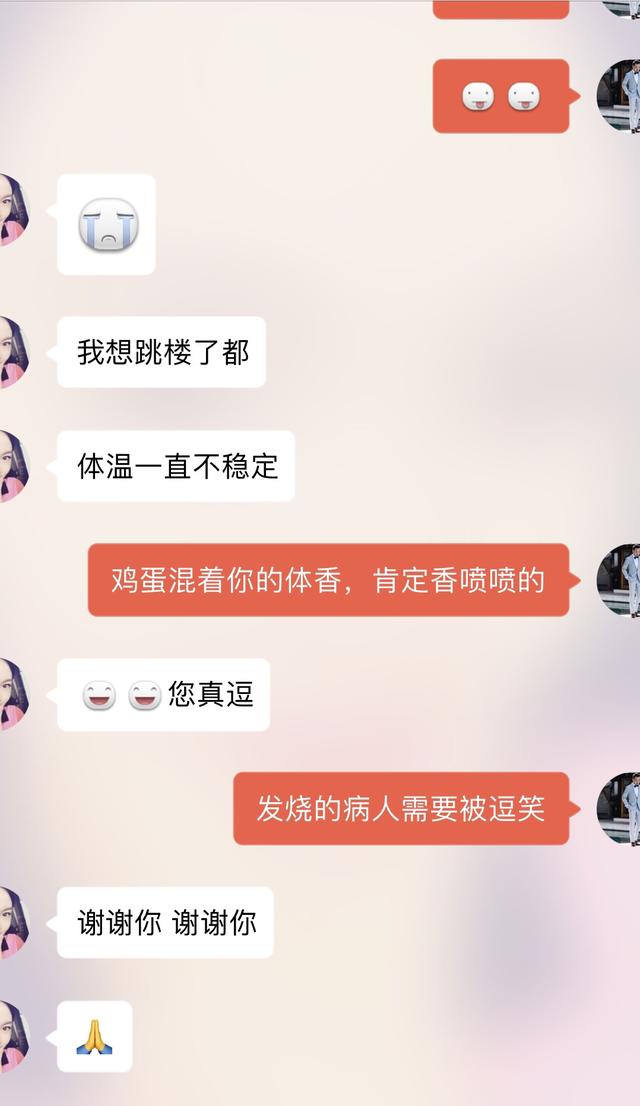 我想跳楼了都
体温一直不稳定
鸡蛋混着你的体香，肯定香喷喷的
您真逗
发烧的病人需要被逗笑
谢谢你 谢谢你